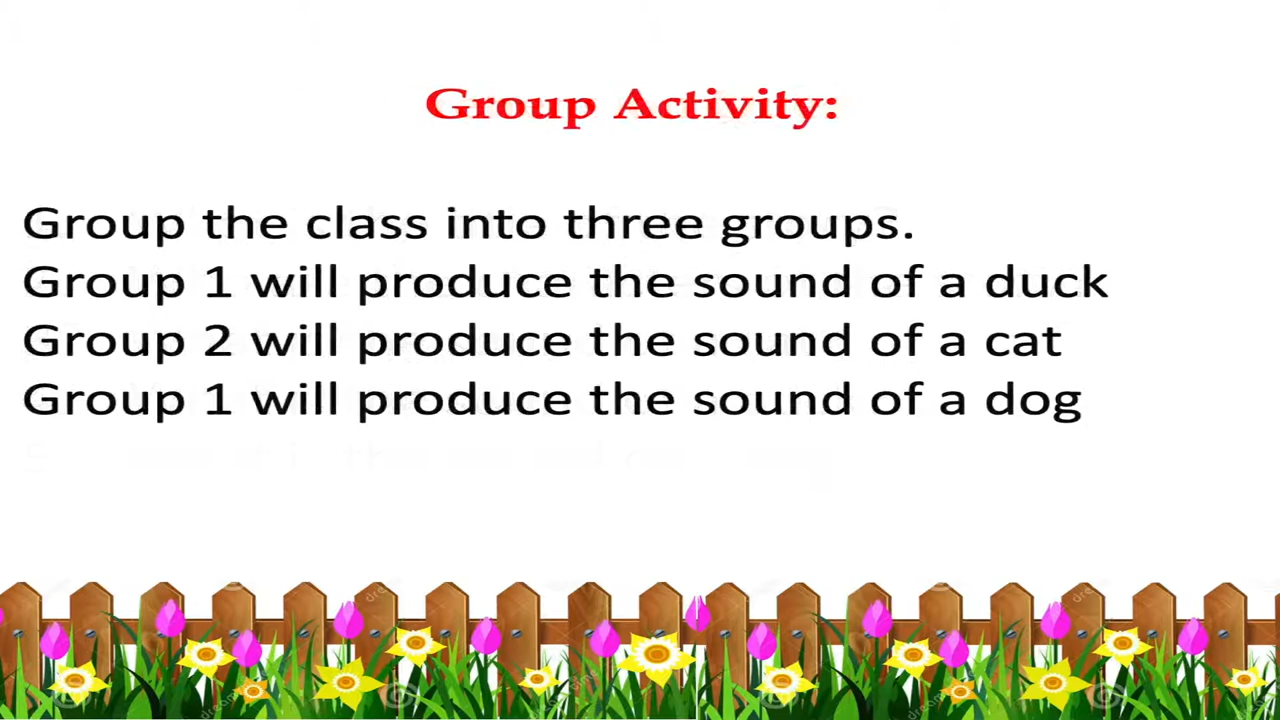 Group Activity:
Group the class into three groups.
Group 1 will produce the sound of a duck
Group 2 will produce the sound of a cat
Group 1 will produce the sound of a dog